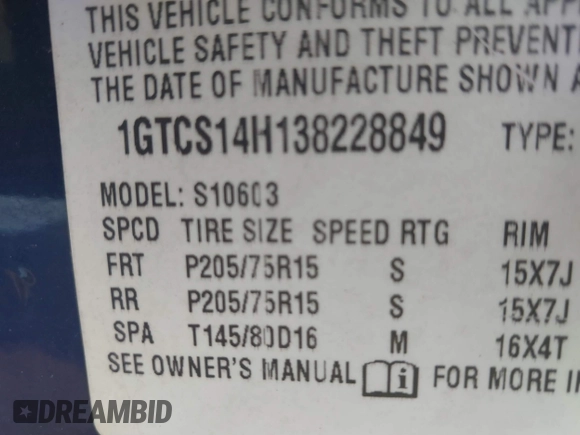 THIS VEHICLE CONFORMS TO ALL
VEHICLE SAFETY AND THEFT PREVENT
THE DATE OF MANUFACTURE SHOWN
1GTCS14H138228849 TYPE:
MODEL: S10603
SPCD TIRE SIZE SPEED RTG RIM
FRT P205/75R15 S 15X7J
RR P205/75R15 S 15X7J
SPA T145/80D16 M 16X4T
SEE OWNER'S MANUAL i FOR MORE
DREAMBID